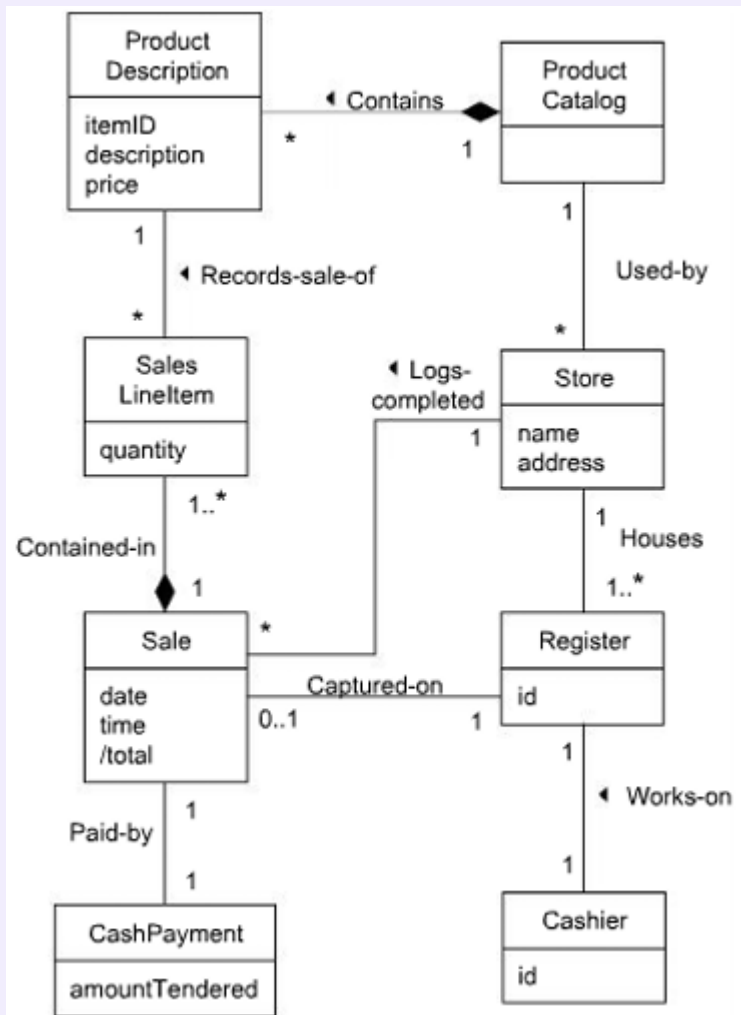 Product
Description
itemID
description
price
◀ Contains
*
1
Product
Catalog
1
◀ Records-sale-of
*
1
Used-by
*
Sales
LineItem
quantity
1..*
Contained-in
1
◀ Logs-
completed
1
*
Store
name
address
1
Houses
1..*
Sale
date
time
/total
Captured-on
0..1
1
Register
id
1
Paid-by
1
1
◀ Works-on
1
CashPayment
amountTendered
Cashier
id